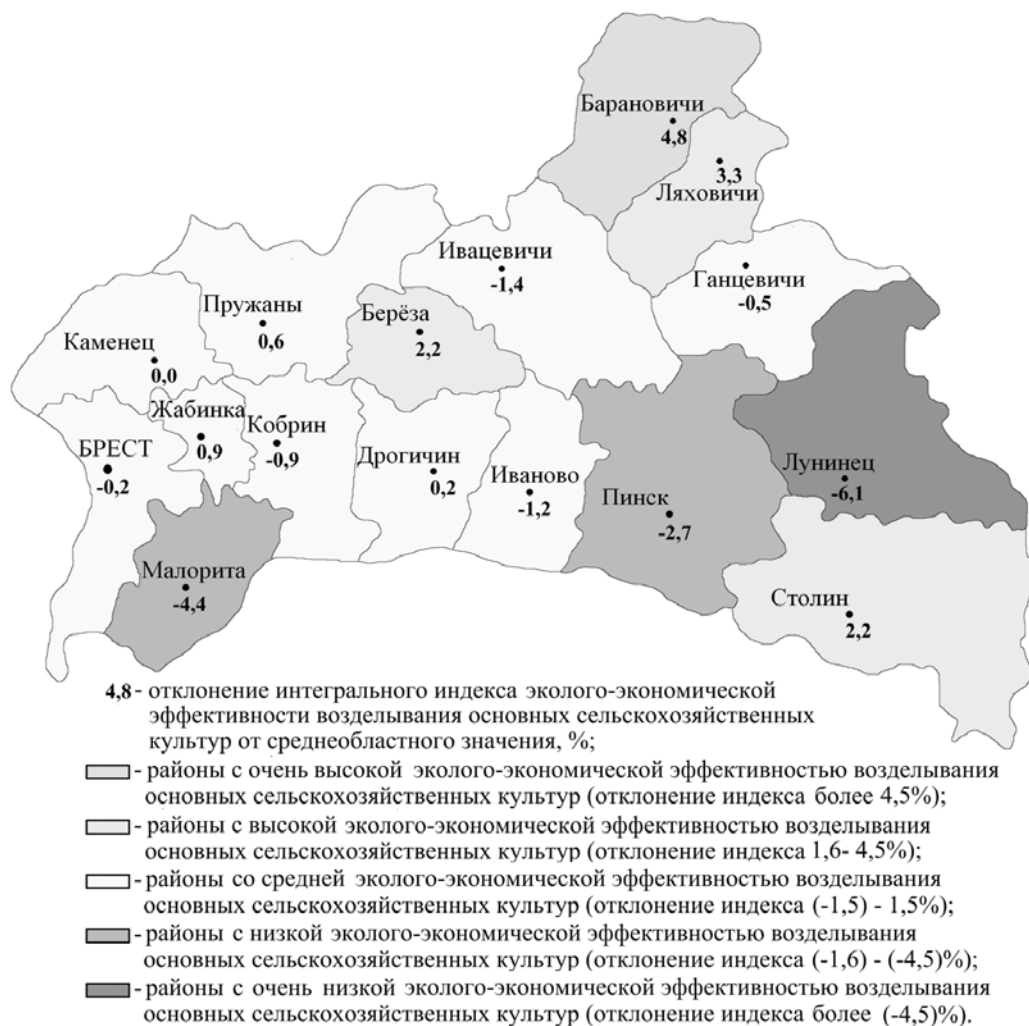 Барановичи
4,8
3,3
Ляховичи
Ивацевичи
-1,4
Ганцевичи
-0,5
Пружаны
0,6
Берёза
2,2
Каменец
0,0
Жабинка
0,9
Кобрин
-0,9
БРЕСТ
-0,2
Дрогичин
0,2
Иваново
-1,2
Пинск
-2,7
Лунинец
-6,1
Малорита
-4,4
Столин
2,2
4,8 - отклонение интегрального индекса эколого-экономической
эффективности возделывания основных сельскохозяйственных
культур от среднеобластного значения, %;
- районы с очень высокой эколого-экономической эффективностью возделывания
основных сельскохозяйственных культур (отклонение индекса более 4,5%);
- районы с высокой эколого-экономической эффективностью возделывания
основных сельскохозяйственных культур (отклонение индекса 1,6- 4,5%);
- районы со средней эколого-экономической эффективностью возделывания
основных сельскохозяйственных культур (отклонение индекса (-1,5) - 1,5%);
- районы с низкой эколого-экономической эффективностью возделывания
основных сельскохозяйственных культур (отклонение индекса (-1,6) - (-4,5)%);
- районы с очень низкой эколого-экономической эффективностью возделывания
основных сельскохозяйственных культур (отклонение индекса более (-4,5)%).